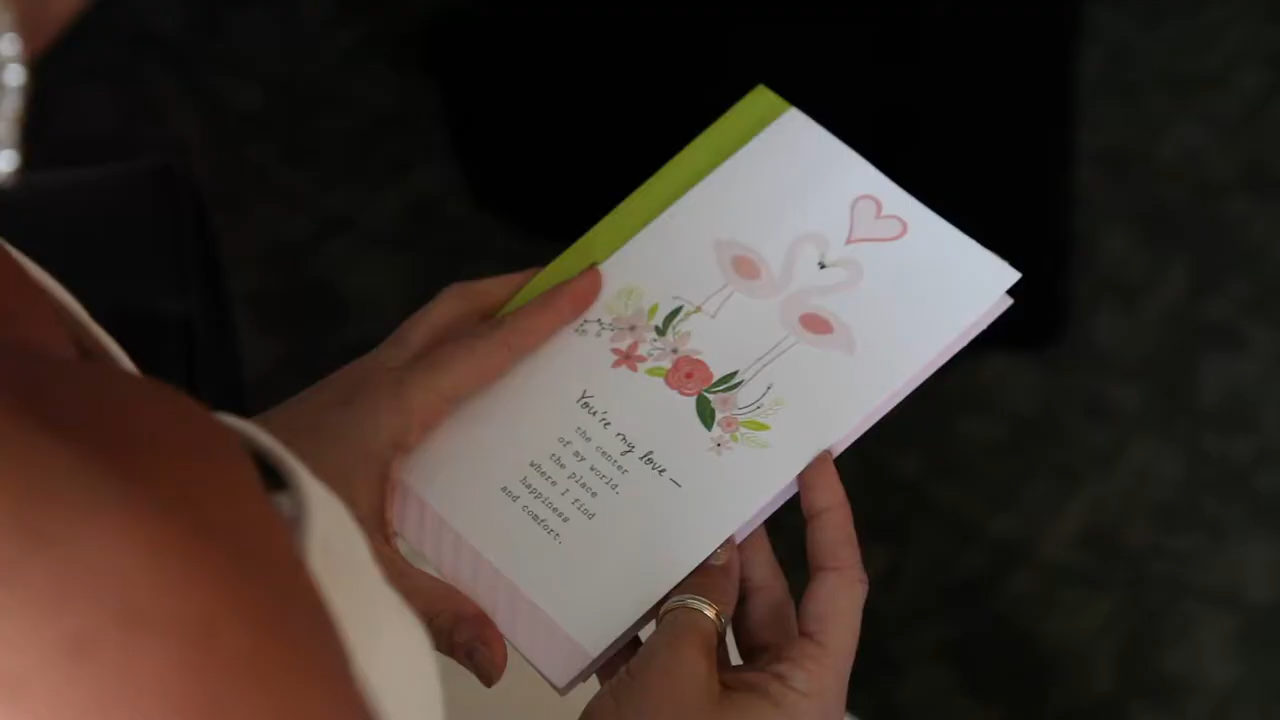 You're my love—
the center
of my world.
the place
where I find
happiness
and comfort.